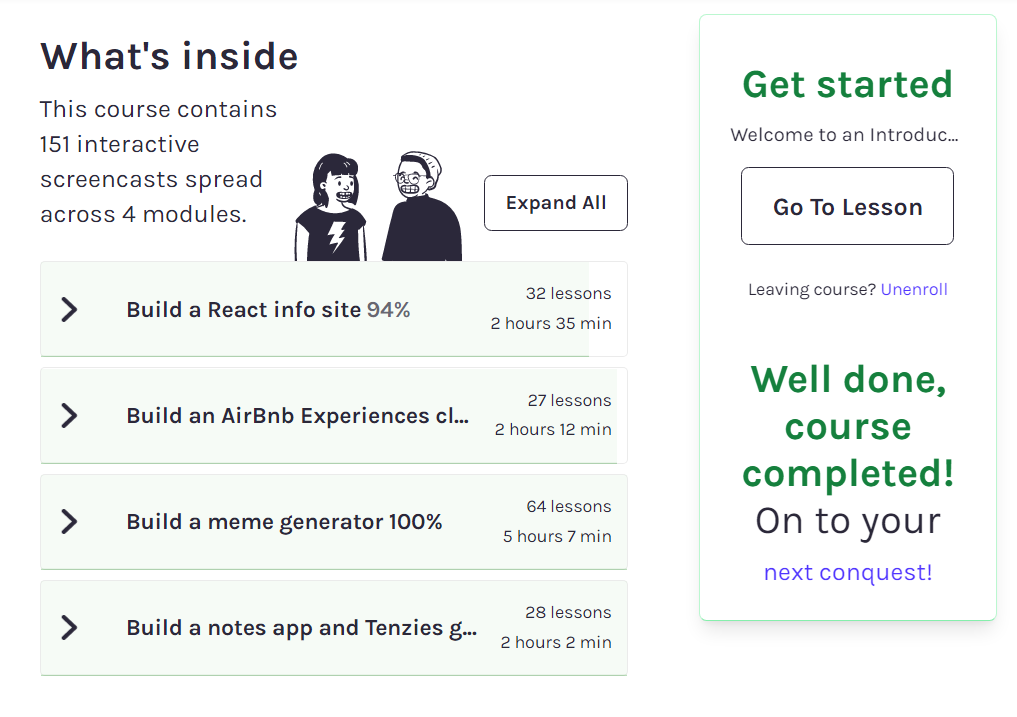 What's inside
This course contains
151 interactive
screencasts spread
across 4 modules.
Expand All
Build a React info site 94%
32 lessons
2 hours 35 min
Build an AirBnb Experiences cl...
27 lessons
2 hours 12 min
Build a meme generator 100%
64 lessons
5 hours 7 min
Build a notes app and Tenzies g...
28 lessons
2 hours 2 min
Get started
Welcome to an Introduc...
Go To Lesson
Leaving course? Unenroll
Well done,
course
completed!
On to your
next conquest!